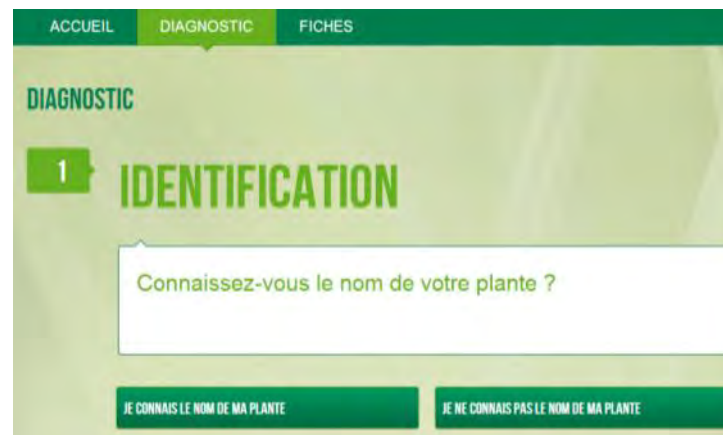 ACCUEIL DIAGNOSTIC FICHES
DIAGNOSTIC
1 IDENTIFICATION
Connaissez-vous le nom de votre plante ?
JE CONNAIS LE NOM DE MA PLANTE JE NE CONNAIS PAS LE NOM DE MA PLANTE